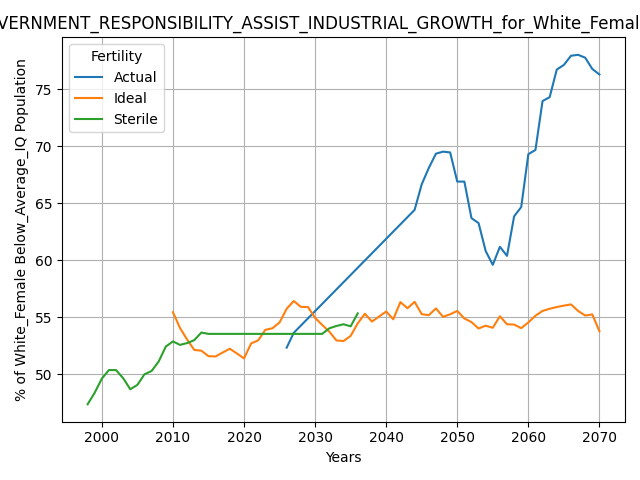 VERNMENT_RESPONSIBILITY_ASSIST_INDUSTRIAL_GROWTH_for_White_Femal
Fertility
Actual
Ideal
Sterile
% of White_Female Below_Average_IQ Population
75
70
65
60
55
50
2000 2010 2020 2030 2040 2050 2060 2070
Years